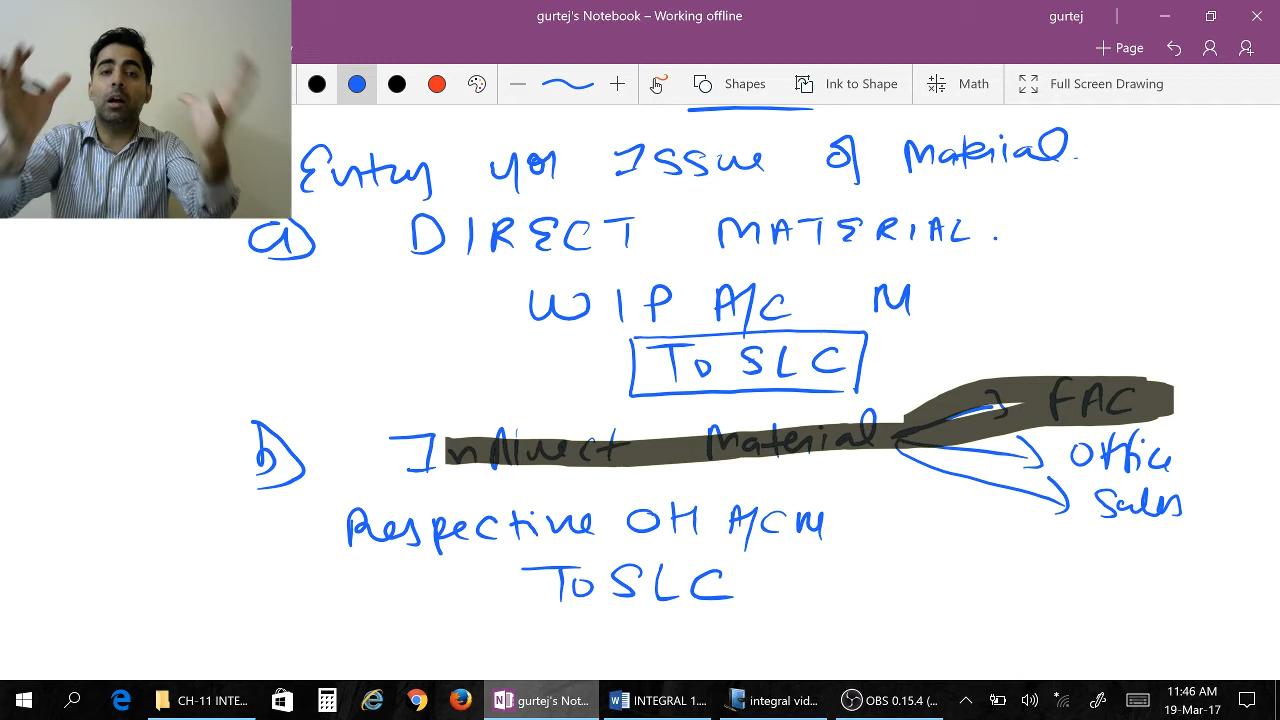 gurtej's Notebook – Working offline
gurtej
Page
Shapes
Ink to Shape
Math
Full Screen Drawing
Entry for Issue of Material.
a) DIRECT MATERIAL.
WIP A/C
To SLC
b) Indirect Material
FAC
Office
Sales
Respective OH A/C
To SLC
CH-11 INTE...
gurtej's Not...
INTEGRAL 1....
integral vid...
OBS 0.15.4 (...
11:46 AM
19-Mar-17